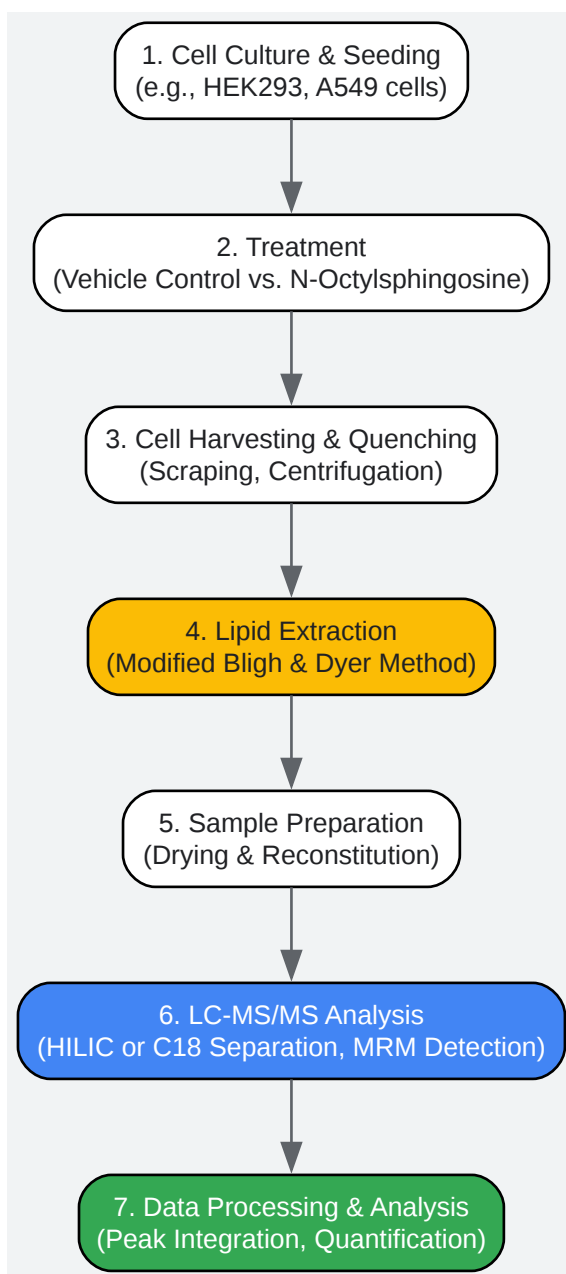 1. Cell Culture & Seeding
(e.g., HEK293, A549 cells)
2. Treatment
(Vehicle Control vs. N-Octylsphingosine)
3. Cell Harvesting & Quenching
(Scraping, Centrifugation)
4. Lipid Extraction
(Modified Bligh & Dyer Method)
5. Sample Preparation
(Drying & Reconstitution)
6. LC-MS/MS Analysis
(HILIC or C18 Separation, MRM Detection)
7. Data Processing & Analysis
(Peak Integration, Quantification)